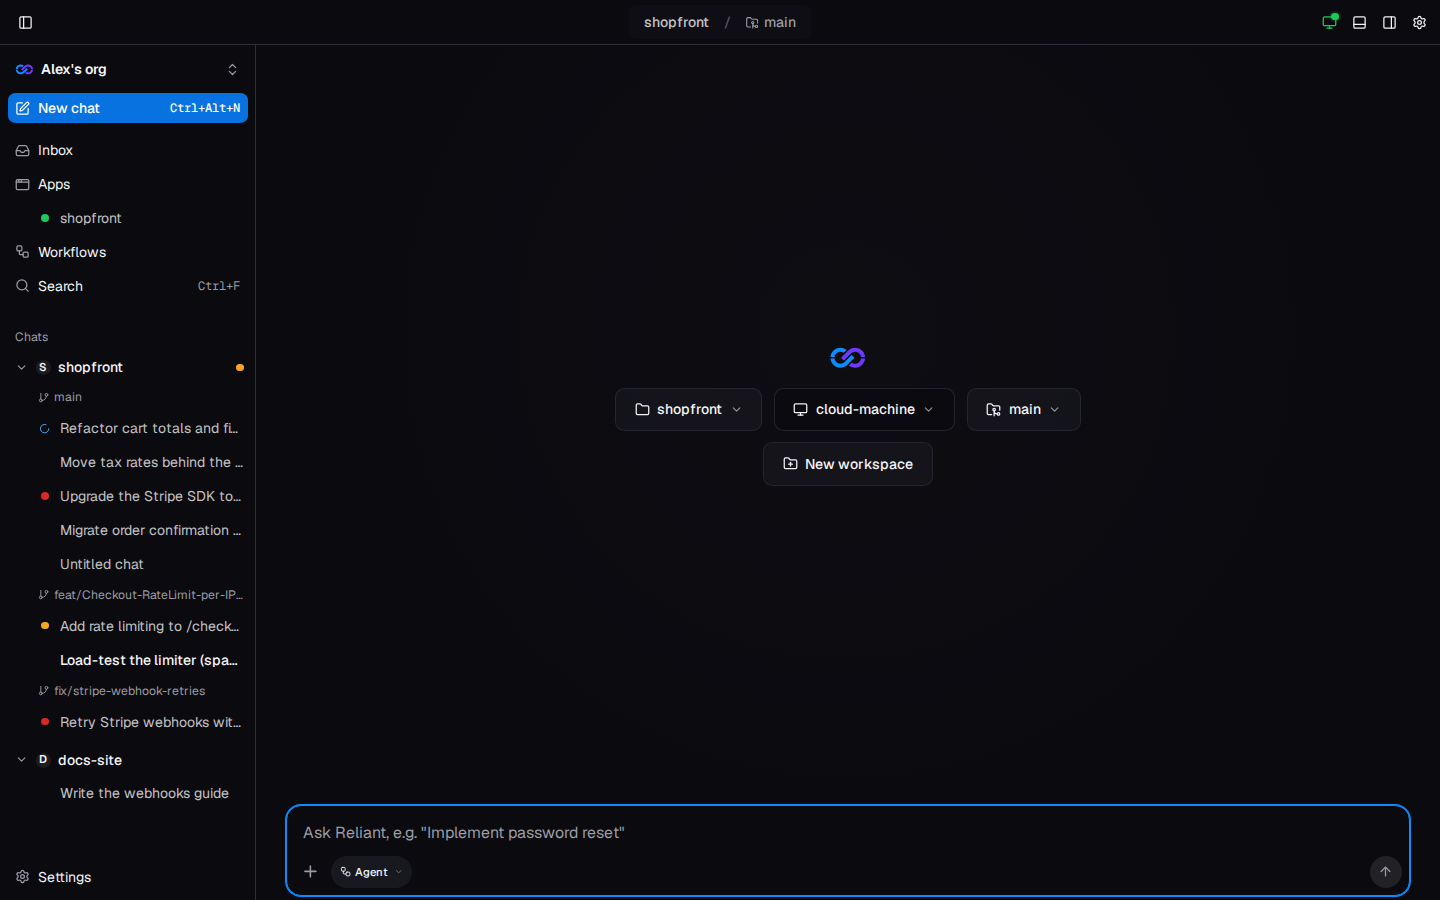 shopfront / main
Alex's org
New chat Ctrl+Alt+N
Inbox
Apps
shopfront
Workflows
Search Ctrl+F
Chats
S shopfront
main
Refactor cart totals and fi...
Move tax rates behind the ...
Upgrade the Stripe SDK to...
Migrate order confirmation ...
Untitled chat
feat/Checkout-RateLimit-per-IP...
Add rate limiting to /check...
Load-test the limiter (spa...
fix/stripe-webhook-retries
Retry Stripe webhooks wit...
D docs-site
Write the webhooks guide
Settings
shopfront cloud-machine main
New workspace
Ask Reliant, e.g. "Implement password reset"
Agent